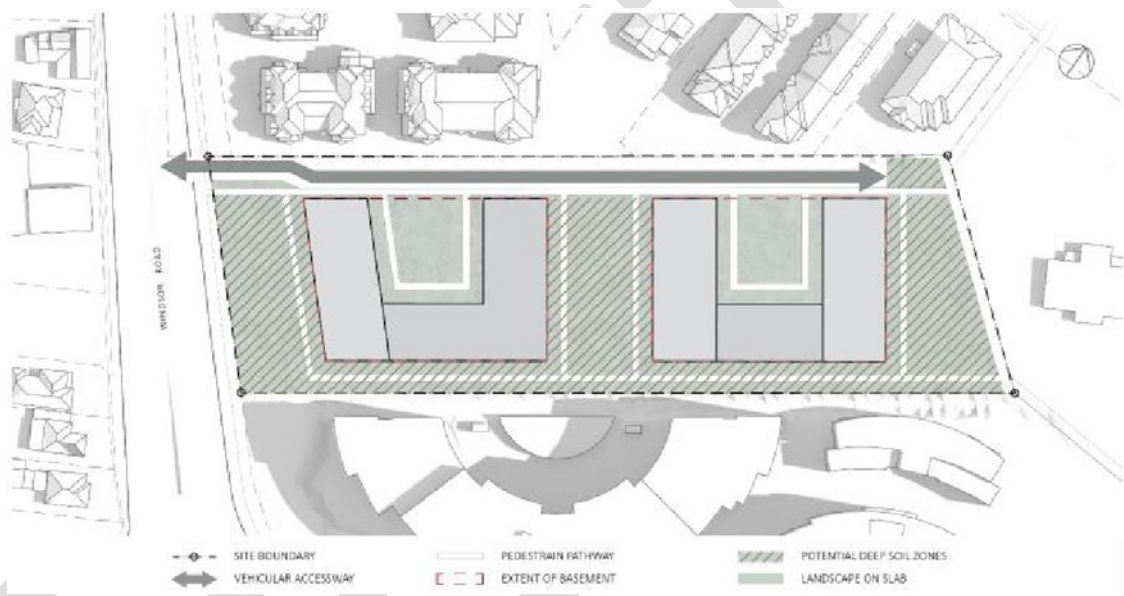 WINDSOR ROAD
SITE BOUNDARY
PEDESTRAIN PATHWAY
POTENTIAL DEEP SOIL ZONES
VEHICULAR ACCESSWAY
EXTENT OF BASEMENT
LANDSCAPE ON SLAB